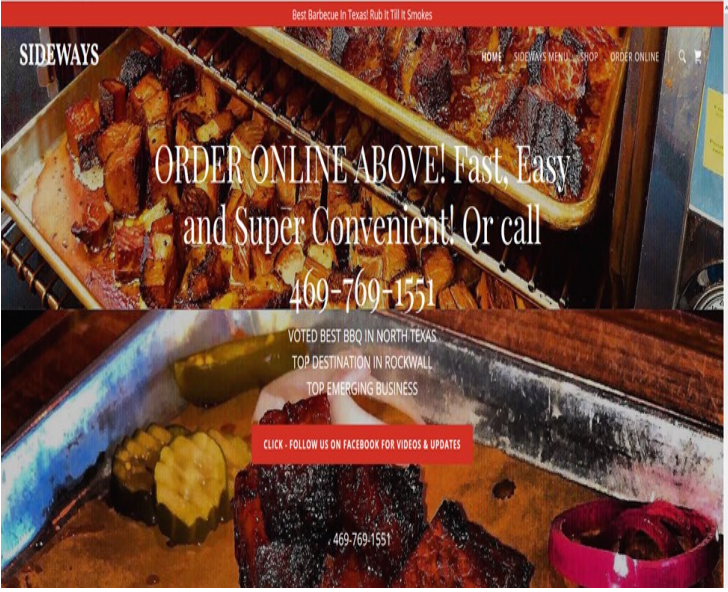 Best Barbecue In Texas! Rub It Till It Smokes
SIDEWAYS
HOME SIDEWAYS MENU SHOP ORDER ONLINE
ORDER ONLINE ABOVE! Fast, Easy
and Super Convenient! Or call
469-769-1551
VOTED BEST BBQ IN NORTH TEXAS
TOP DESTINATION IN ROCKWALL
TOP EMERGING BUSINESS
CLICK - FOLLOW US ON FACEBOOK FOR VIDEOS & UPDATES
469-769-1551